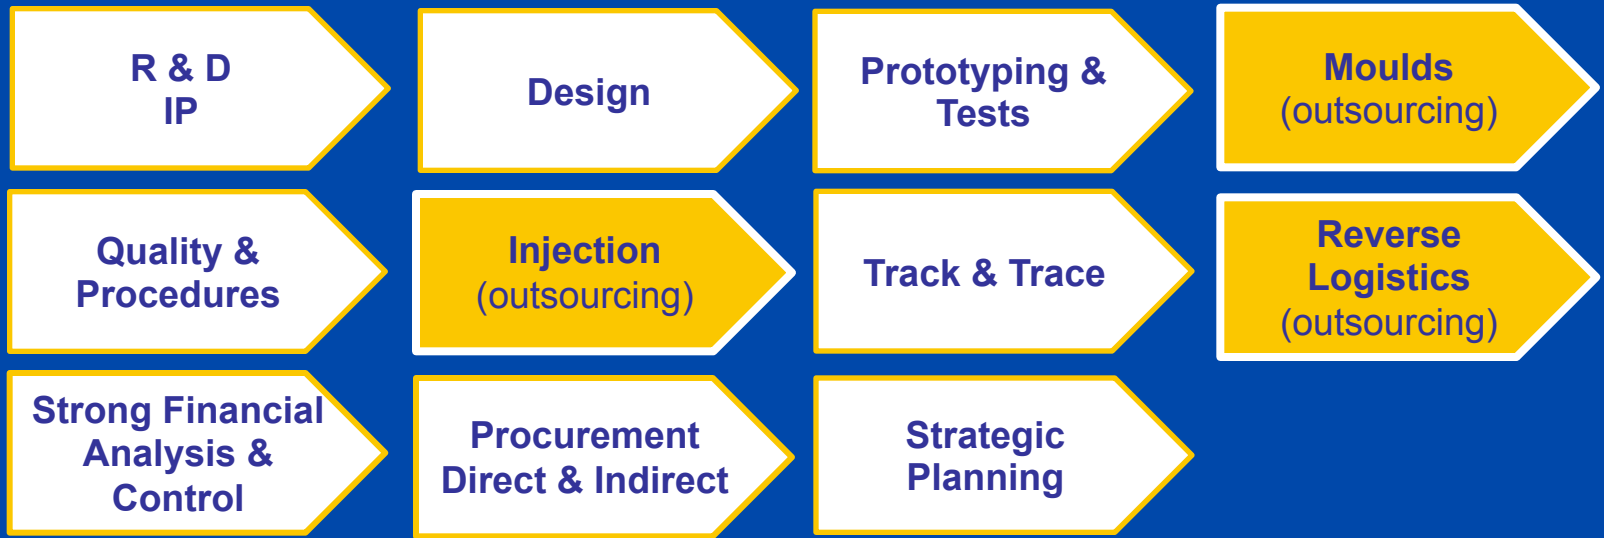 R & D
IP
Design
Prototyping &
Tests
Moulds
(outsourcing)
Quality &
Procedures
Injection
(outsourcing)
Track & Trace
Reverse
Logistics
(outsourcing)
Strong Financial
Analysis &
Control
Procurement
Direct & Indirect
Strategic
Planning